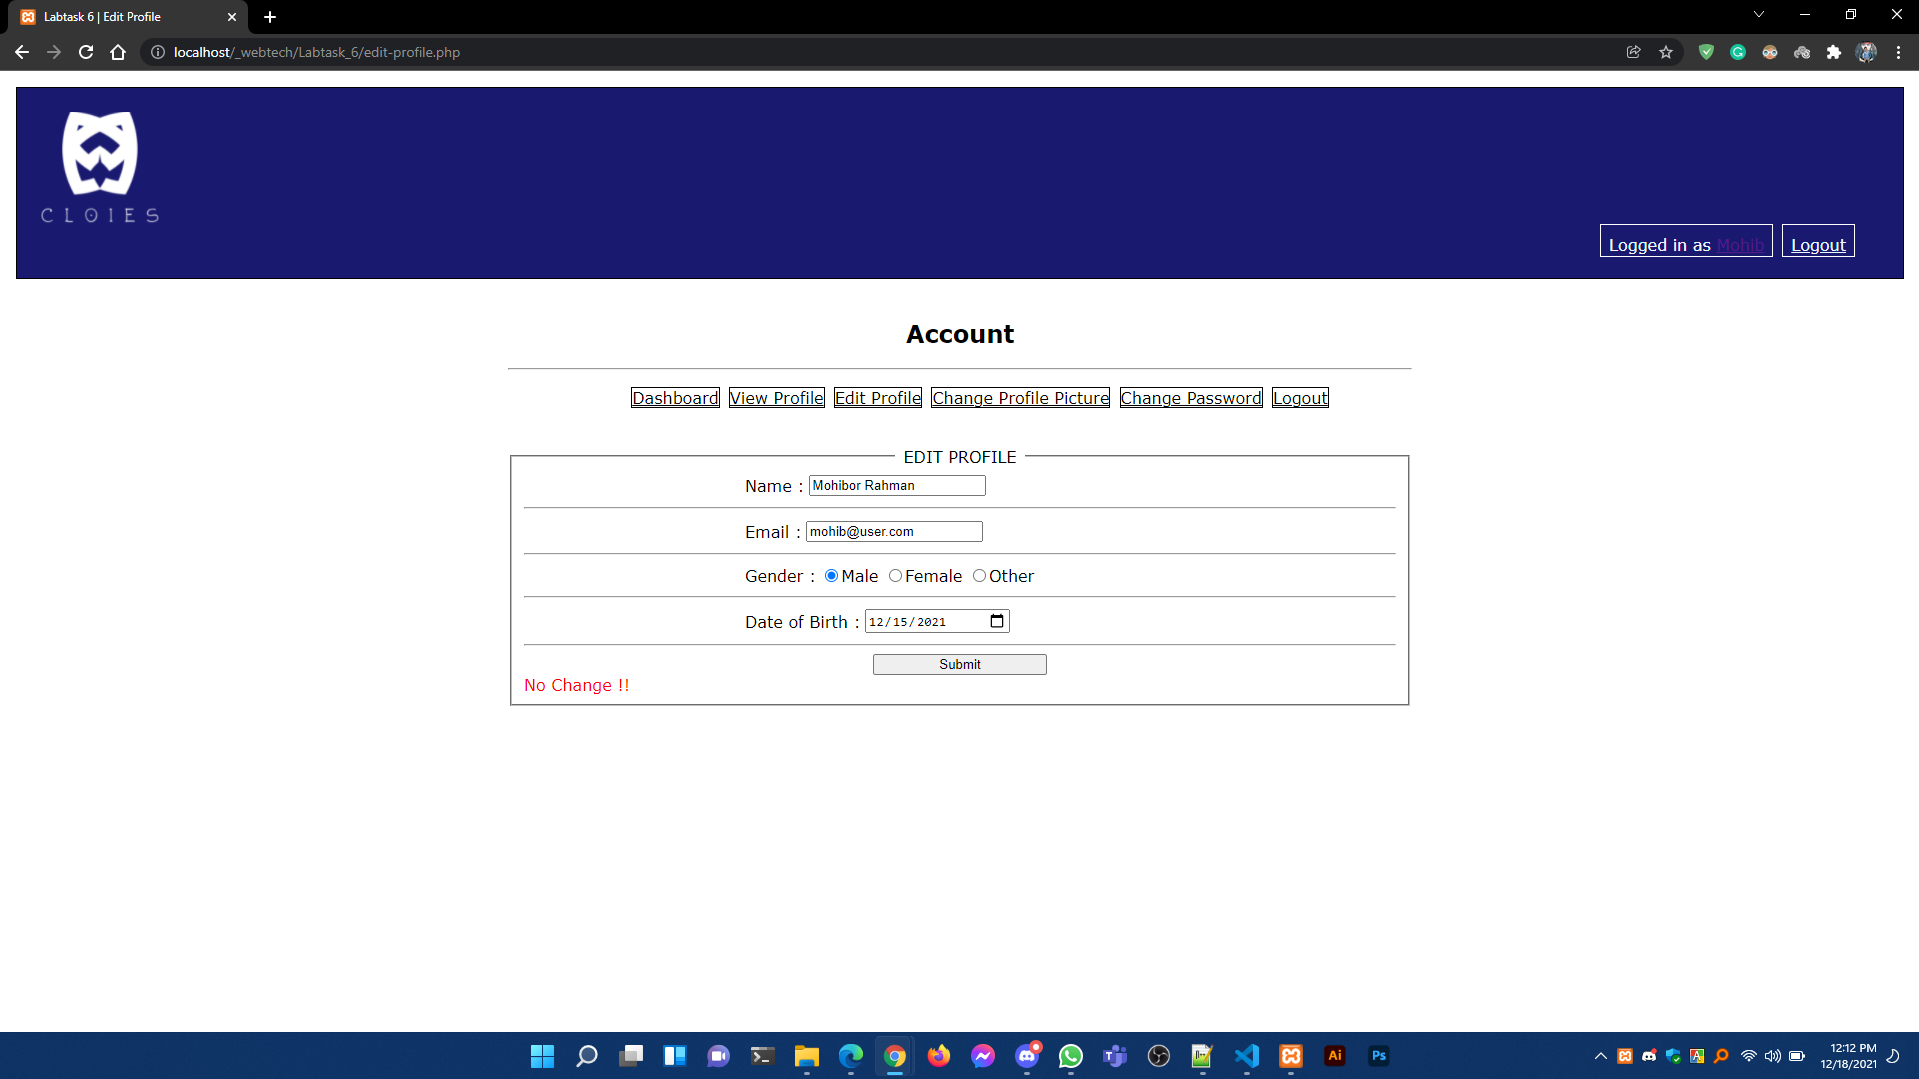 Labtask 6 | Edit Profile
localhost/_webtech/Labtask_6/edit-profile.php
CLOIES
Logged in as Mohib
Logout
Account
Dashboard View Profile Edit Profile Change Profile Picture Change Password Logout
EDIT PROFILE
Name : Mohibor Rahman
Email : mohib@user.com
Gender : Male Female Other
Date of Birth : 12/15/2021
Submit
No Change !!
Ai
Ps
12:12 PM
12/18/2021